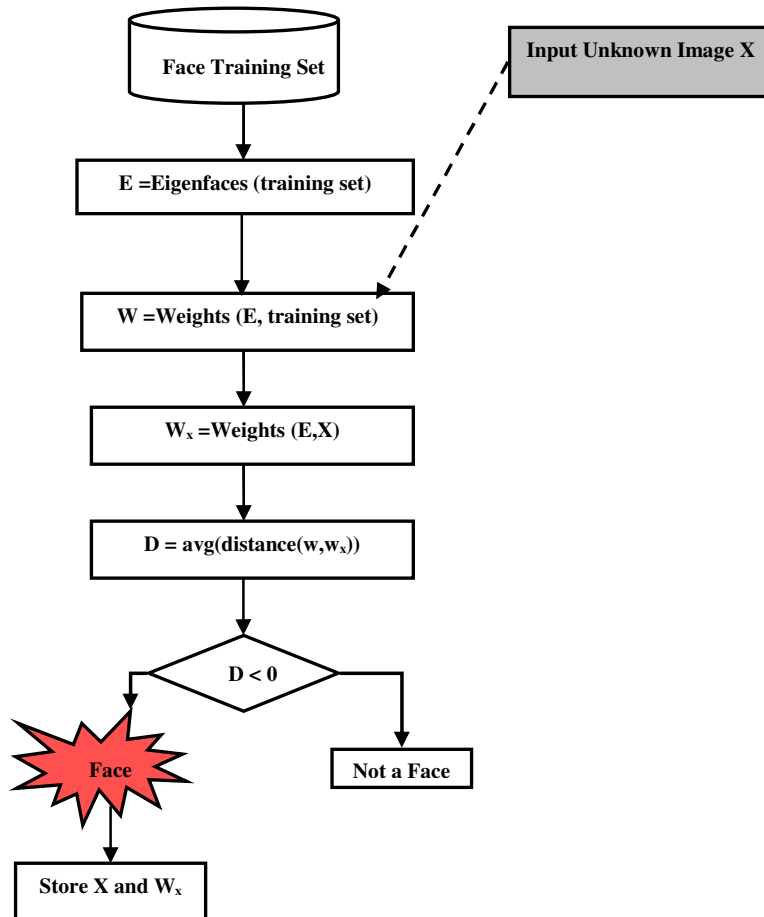 Face Training Set
Input Unknown Image X
E =Eigenfaces (training set)
W =Weights (E, training set)
Wₓ =Weights (E,X)
D = avg(distance(w,wₓ))
D < 0
Face
Not a Face
Store X and Wₓ